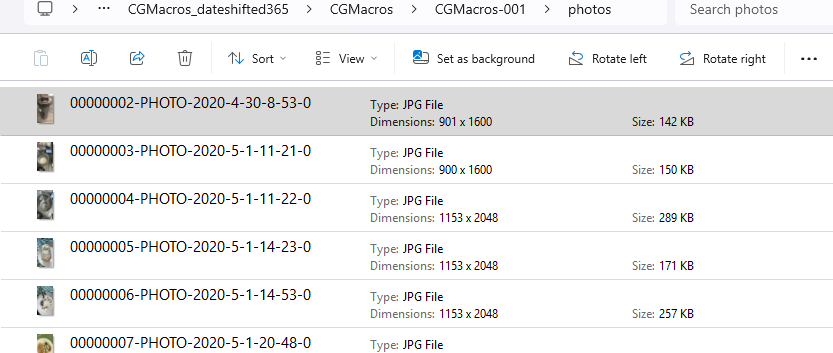 ··· CGMacros_dateshifted365 > CGMacros > CGMacros-001 > photos Search photos
Sort View Set as background Rotate left Rotate right ···
00000002-PHOTO-2020-4-30-8-53-0 Type: JPG File
Dimensions: 901 x 1600 Size: 142 KB
00000003-PHOTO-2020-5-1-11-21-0 Type: JPG File
Dimensions: 900 x 1600 Size: 150 KB
00000004-PHOTO-2020-5-1-11-22-0 Type: JPG File
Dimensions: 1153 x 2048 Size: 289 KB
00000005-PHOTO-2020-5-1-14-23-0 Type: JPG File
Dimensions: 1153 x 2048 Size: 171 KB
00000006-PHOTO-2020-5-1-14-53-0 Type: JPG File
Dimensions: 1153 x 2048 Size: 257 KB
00000007-PHOTO-2020-5-1-20-48-0 Type: JPG File